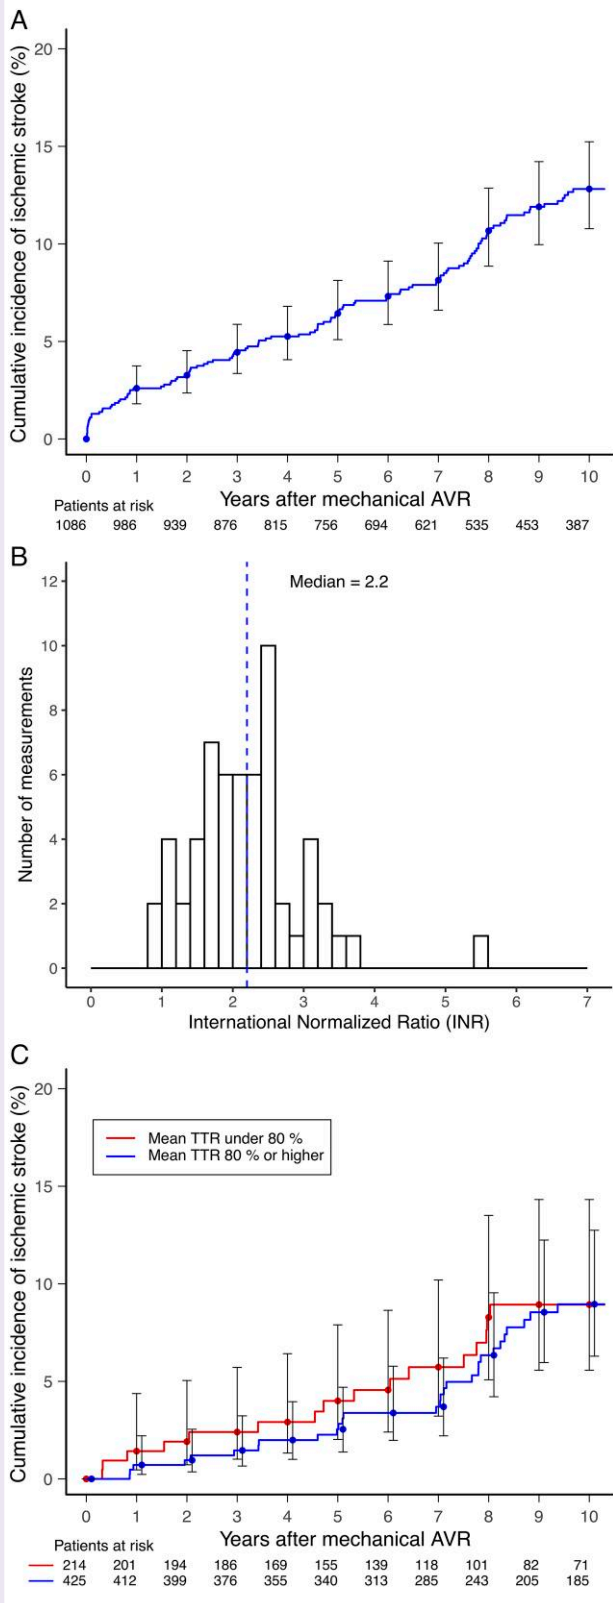 A
Cumulative incidence of ischemic stroke (%)
20
15
10
5
0
0 1 2 3 4 5 6 7 8 9 10
Years after mechanical AVR
Patients at risk
1086 986 939 876 815 756 694 621 535 453 387
B
Number of measurements
12
10
8
6
4
2
0
Median = 2.2
0 1 2 3 4 5 6 7
International Normalized Ratio (INR)
C
Cumulative incidence of ischemic stroke (%)
20
15
10
5
0
Mean TTR under 80 %
Mean TTR 80 % or higher
0 1 2 3 4 5 6 7 8 9 10
Years after mechanical AVR
Patients at risk
214 201 194 186 169 155 139 118 101 82 71
425 412 399 376 355 340 313 285 243 205 185